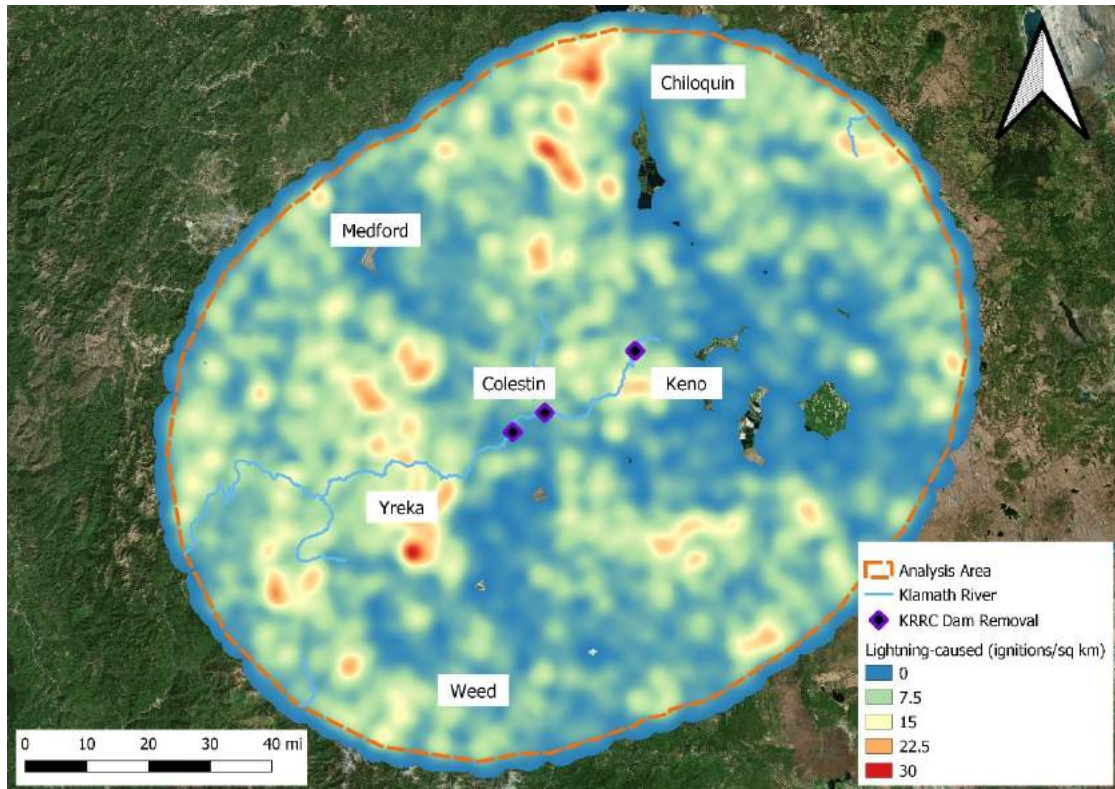 Chiloquin
Medford
Colestin
Keno
Yreka
Weed
0 10 20 30 40 mi
Analysis Area
Klamath River
KRRC Dam Removal
Lightning-caused (ignitions/sq km)
0
7.5
15
22.5
30